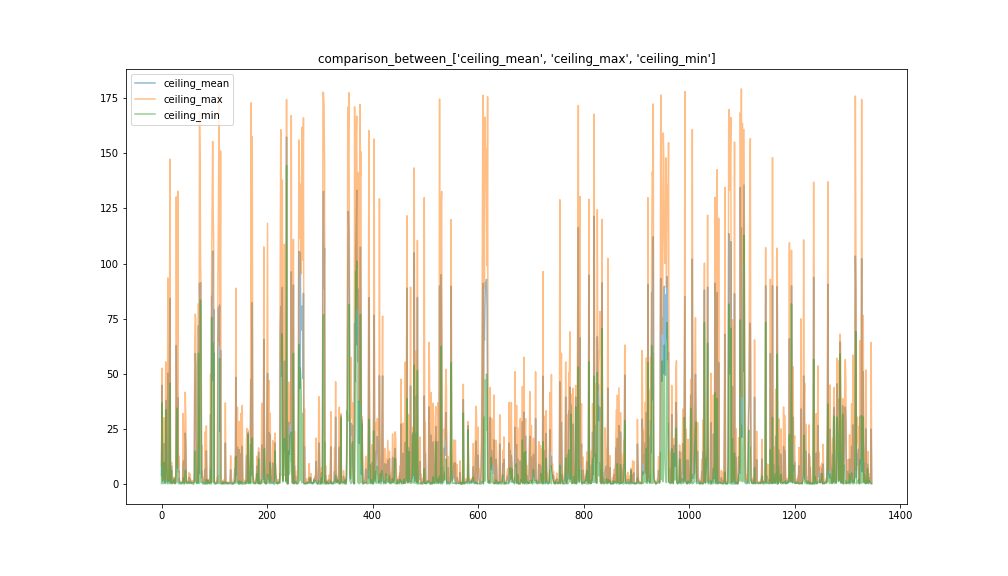 comparison_between_['ceiling_mean', 'ceiling_max', 'ceiling_min']
ceiling_mean
ceiling_max
ceiling_min
175
150
125
100
75
50
25
0
0 200 400 600 800 1000 1200 1400